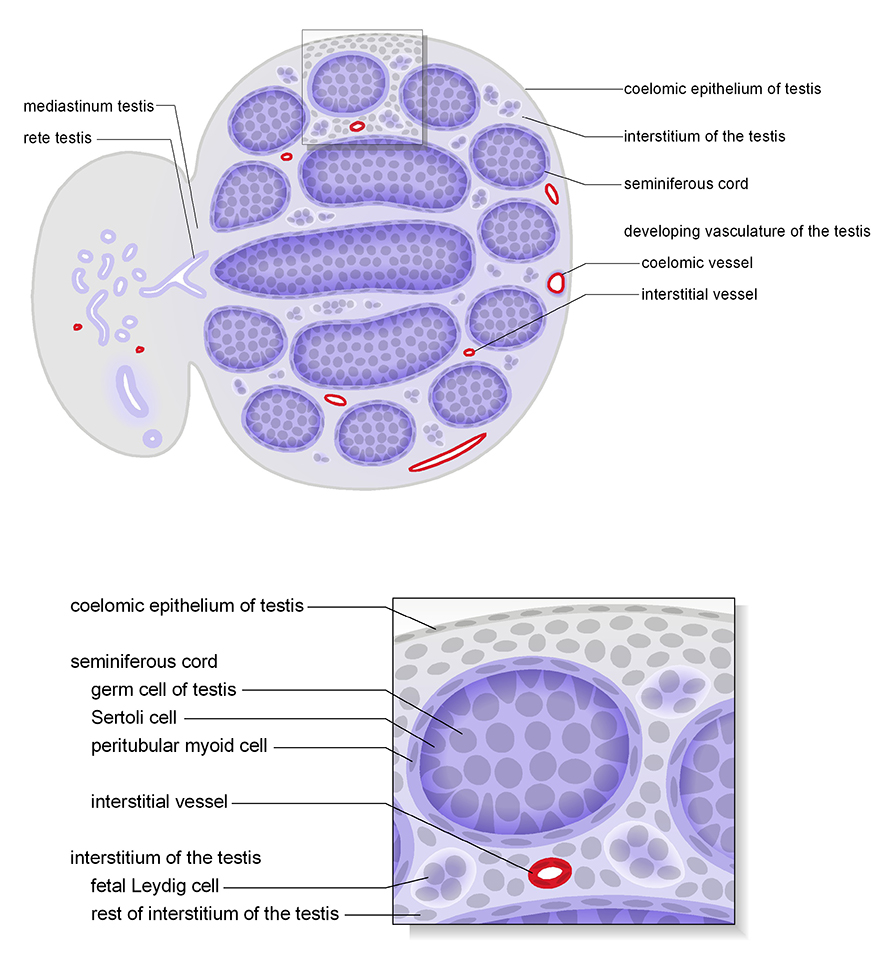 mediastinum testis
rete testis
coelomic epithelium of testis
interstitium of the testis
seminiferous cord
developing vasculature of the testis
coelomic vessel
interstitial vessel
coelomic epithelium of testis
seminiferous cord
germ cell of testis
Sertoli cell
peritubular myoid cell
interstitial vessel
interstitium of the testis
fetal Leydig cell
rest of interstitium of the testis